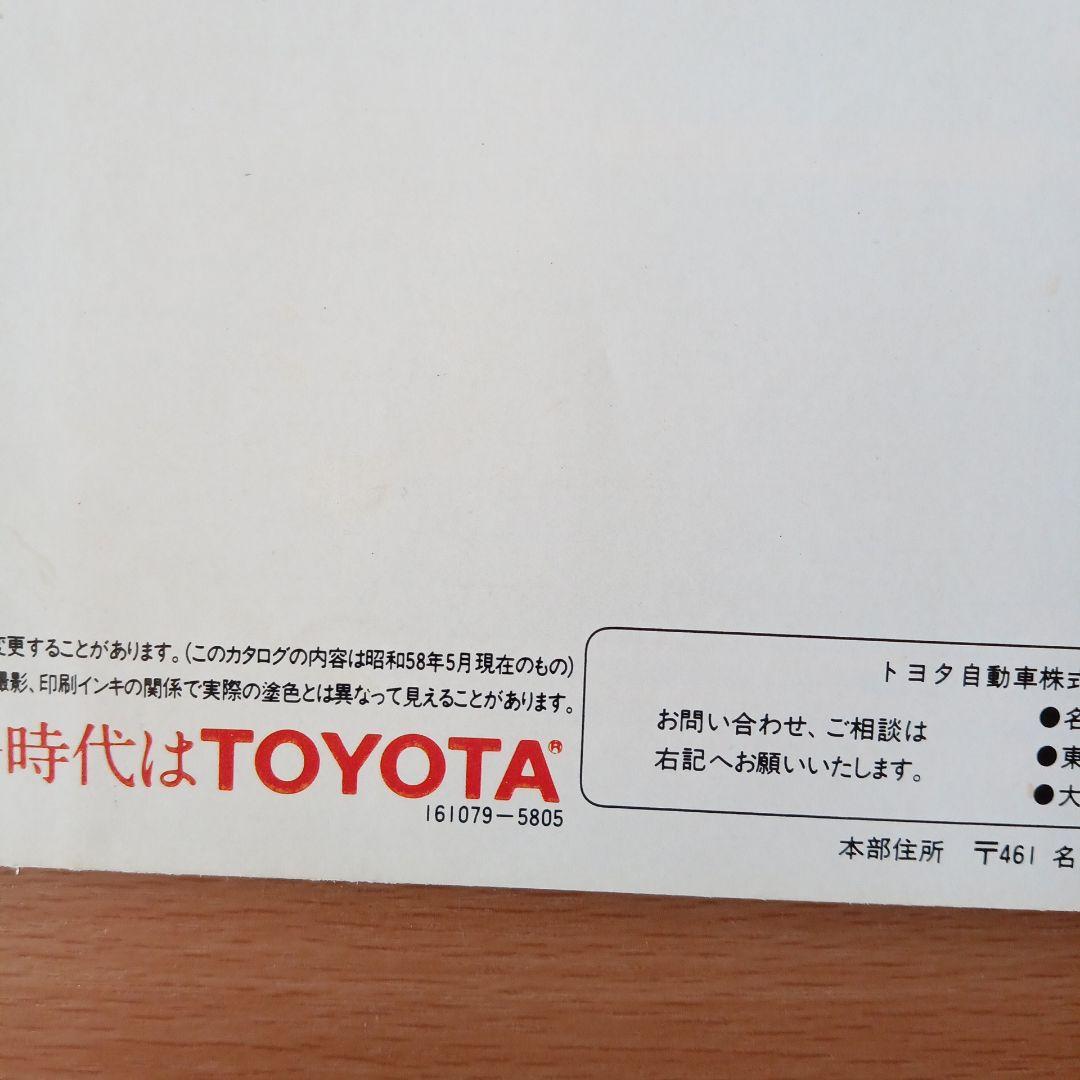 変更することがあります。(このカタログの内容は昭和58年5月現在のもの)
撮影、印刷インキの関係で実際の塗色とは異なって見えることがあります。
時代はTOYOTA®
161079-5805
トヨタ自動車株式
お問い合わせ、ご相談は
右記へお願いいたします。
●名
●東
●大
本部住所 〒461 名